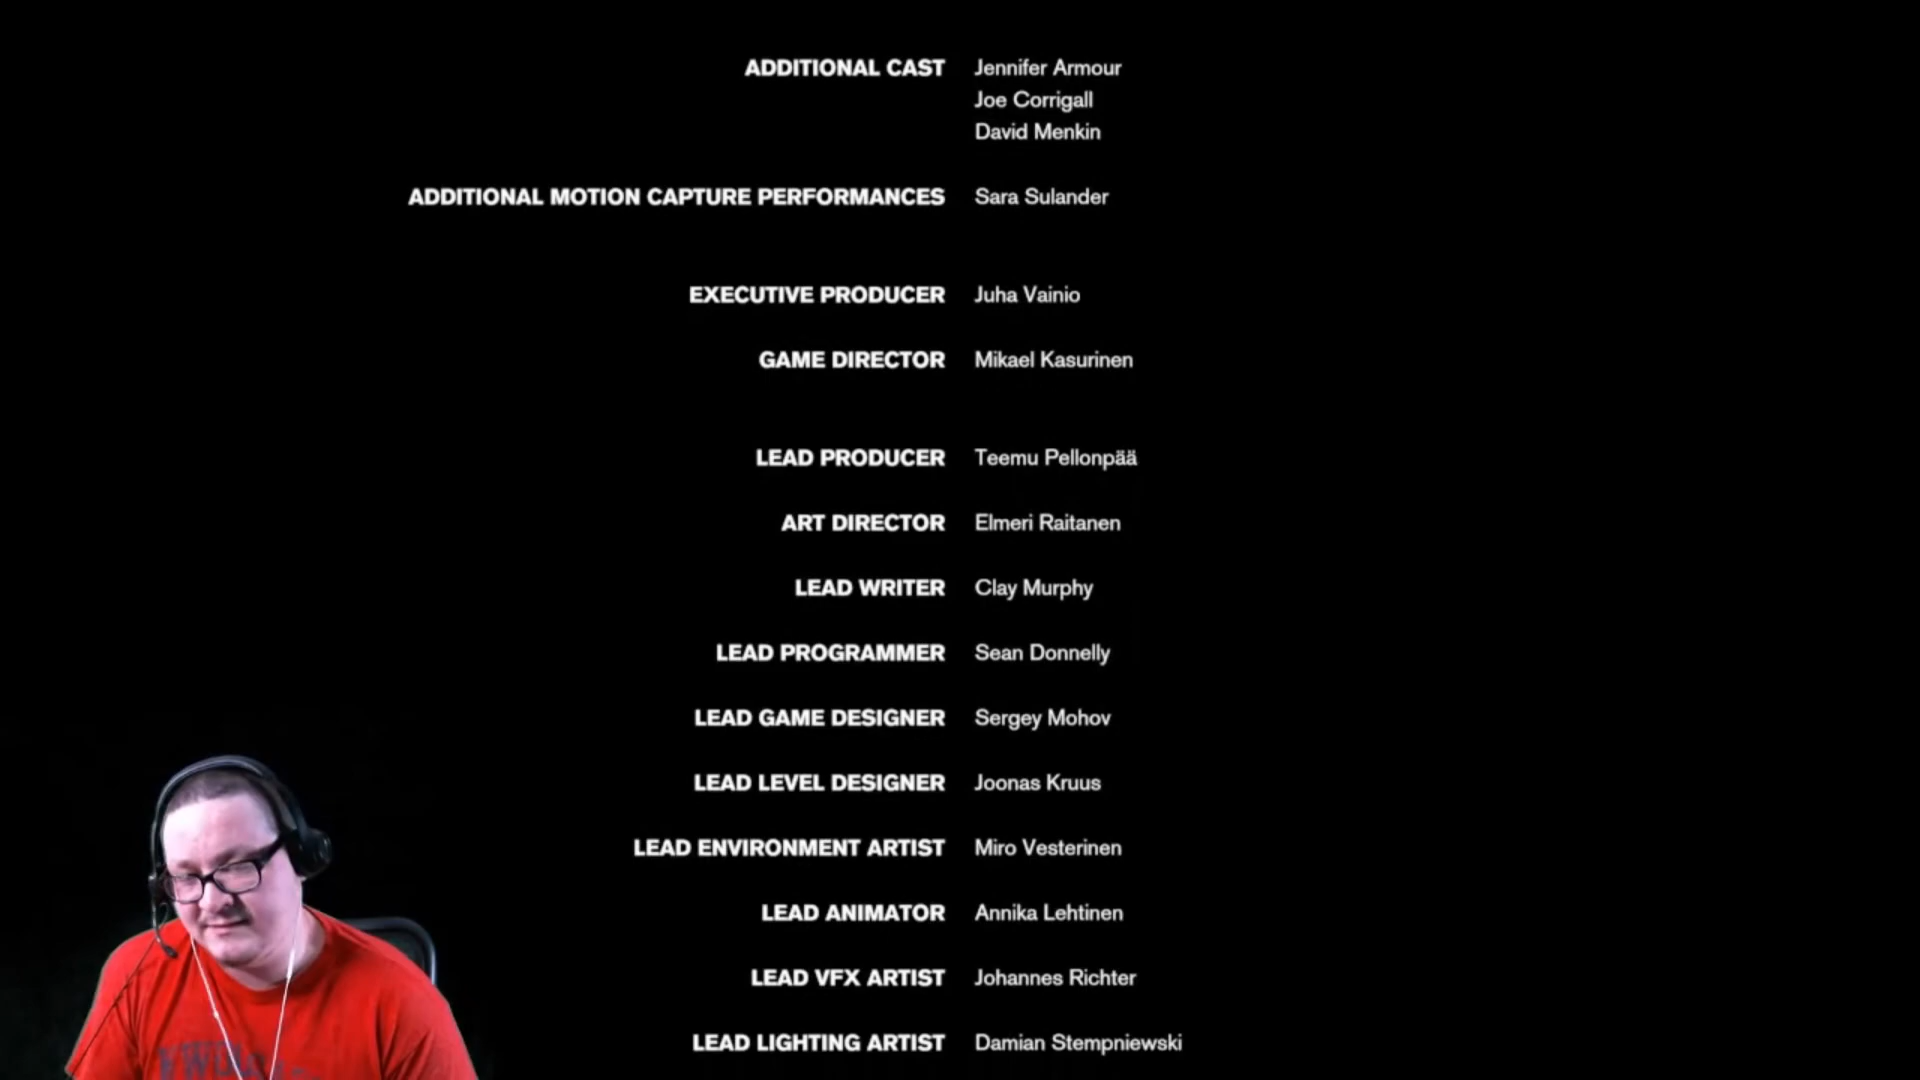 ADDITIONAL CAST Jennifer Armour
Joe Corrigall
David Menkin
ADDITIONAL MOTION CAPTURE PERFORMANCES Sara Sulander
EXECUTIVE PRODUCER Juha Vainio
GAME DIRECTOR Mikael Kasurinen
LEAD PRODUCER Teemu Pellonpää
ART DIRECTOR Elmeri Raitanen
LEAD WRITER Clay Murphy
LEAD PROGRAMMER Sean Donnelly
LEAD GAME DESIGNER Sergey Mohov
LEAD LEVEL DESIGNER Joonas Kruus
LEAD ENVIRONMENT ARTIST Miro Vesterinen
LEAD ANIMATOR Annika Lehtinen
LEAD VFX ARTIST Johannes Richter
LEAD LIGHTING ARTIST Damian Stempniewski